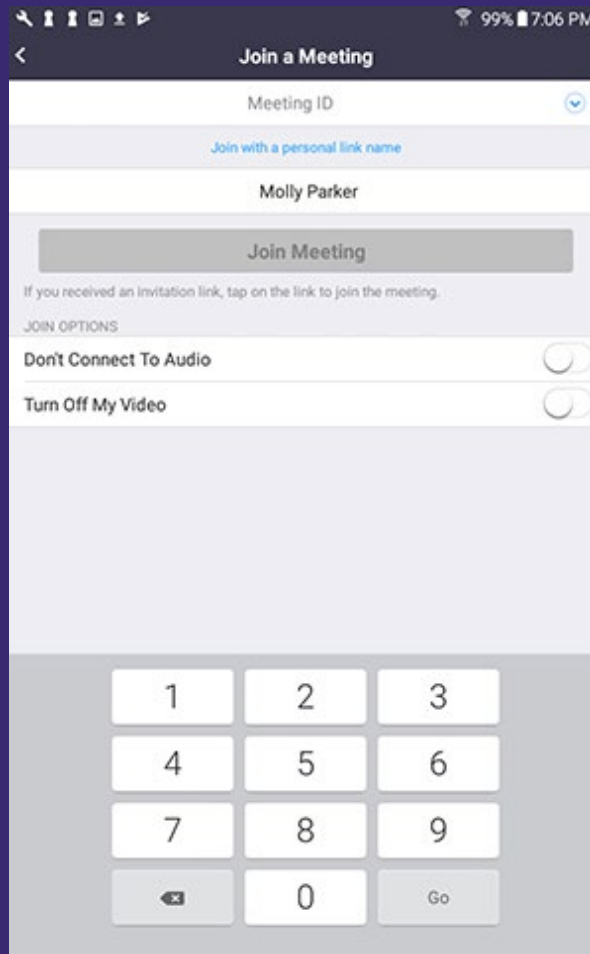 99% 7:06 PM
Join a Meeting
Meeting ID
Join with a personal link name
Molly Parker
Join Meeting
If you received an invitation link, tap on the link to join the meeting.
JOIN OPTIONS
Don't Connect To Audio
Turn Off My Video
1 2 3
4 5 6
7 8 9
0 Go